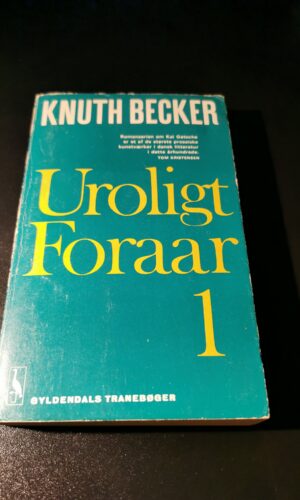 KNUTH BECKER
Romanserien om Kai Gøtsche
er et af de største prosaiske
kunstværker i dansk litteratur
i dette århundrede.
TOM KRISTENSEN
Uroligt
Foraar
1
GYLDENDALS TRANEBØGER